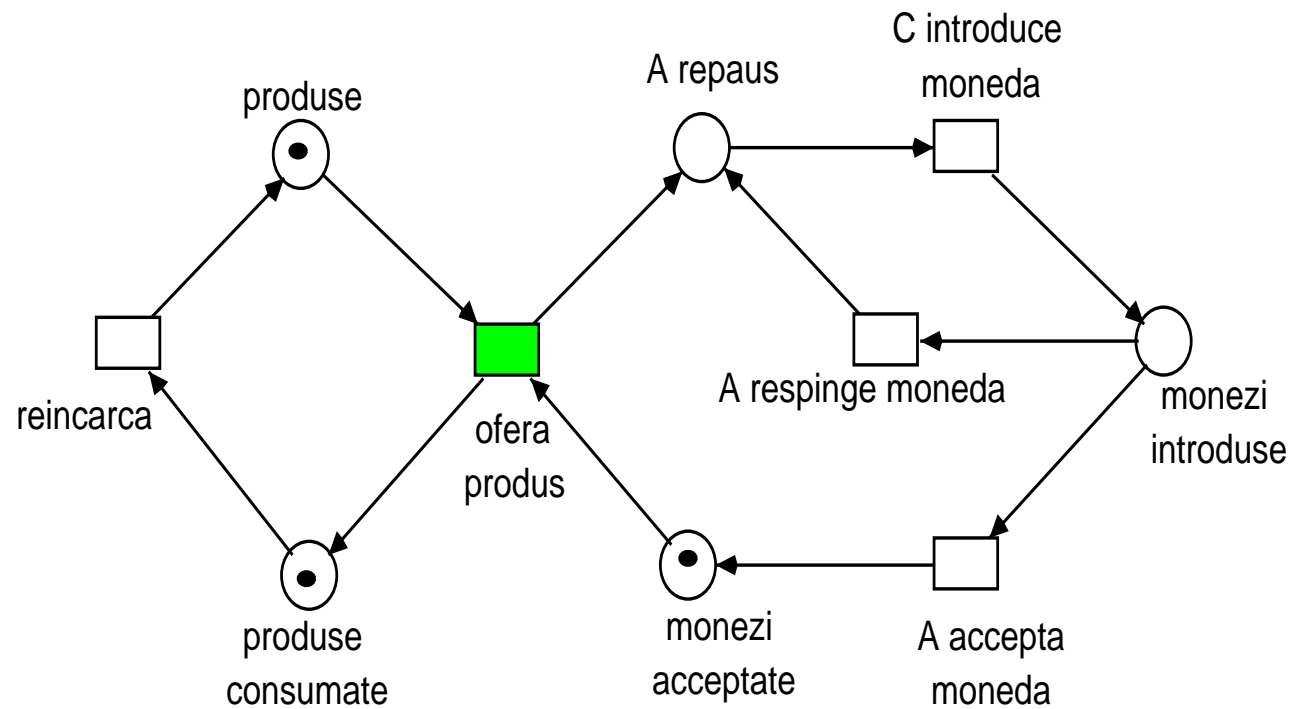 C introduce
moneda
A repaus
produse
reincarca
ofera
produs
A respinge moneda
monezi
introduse
produse
consumate
monezi
acceptate
A accepta
moneda